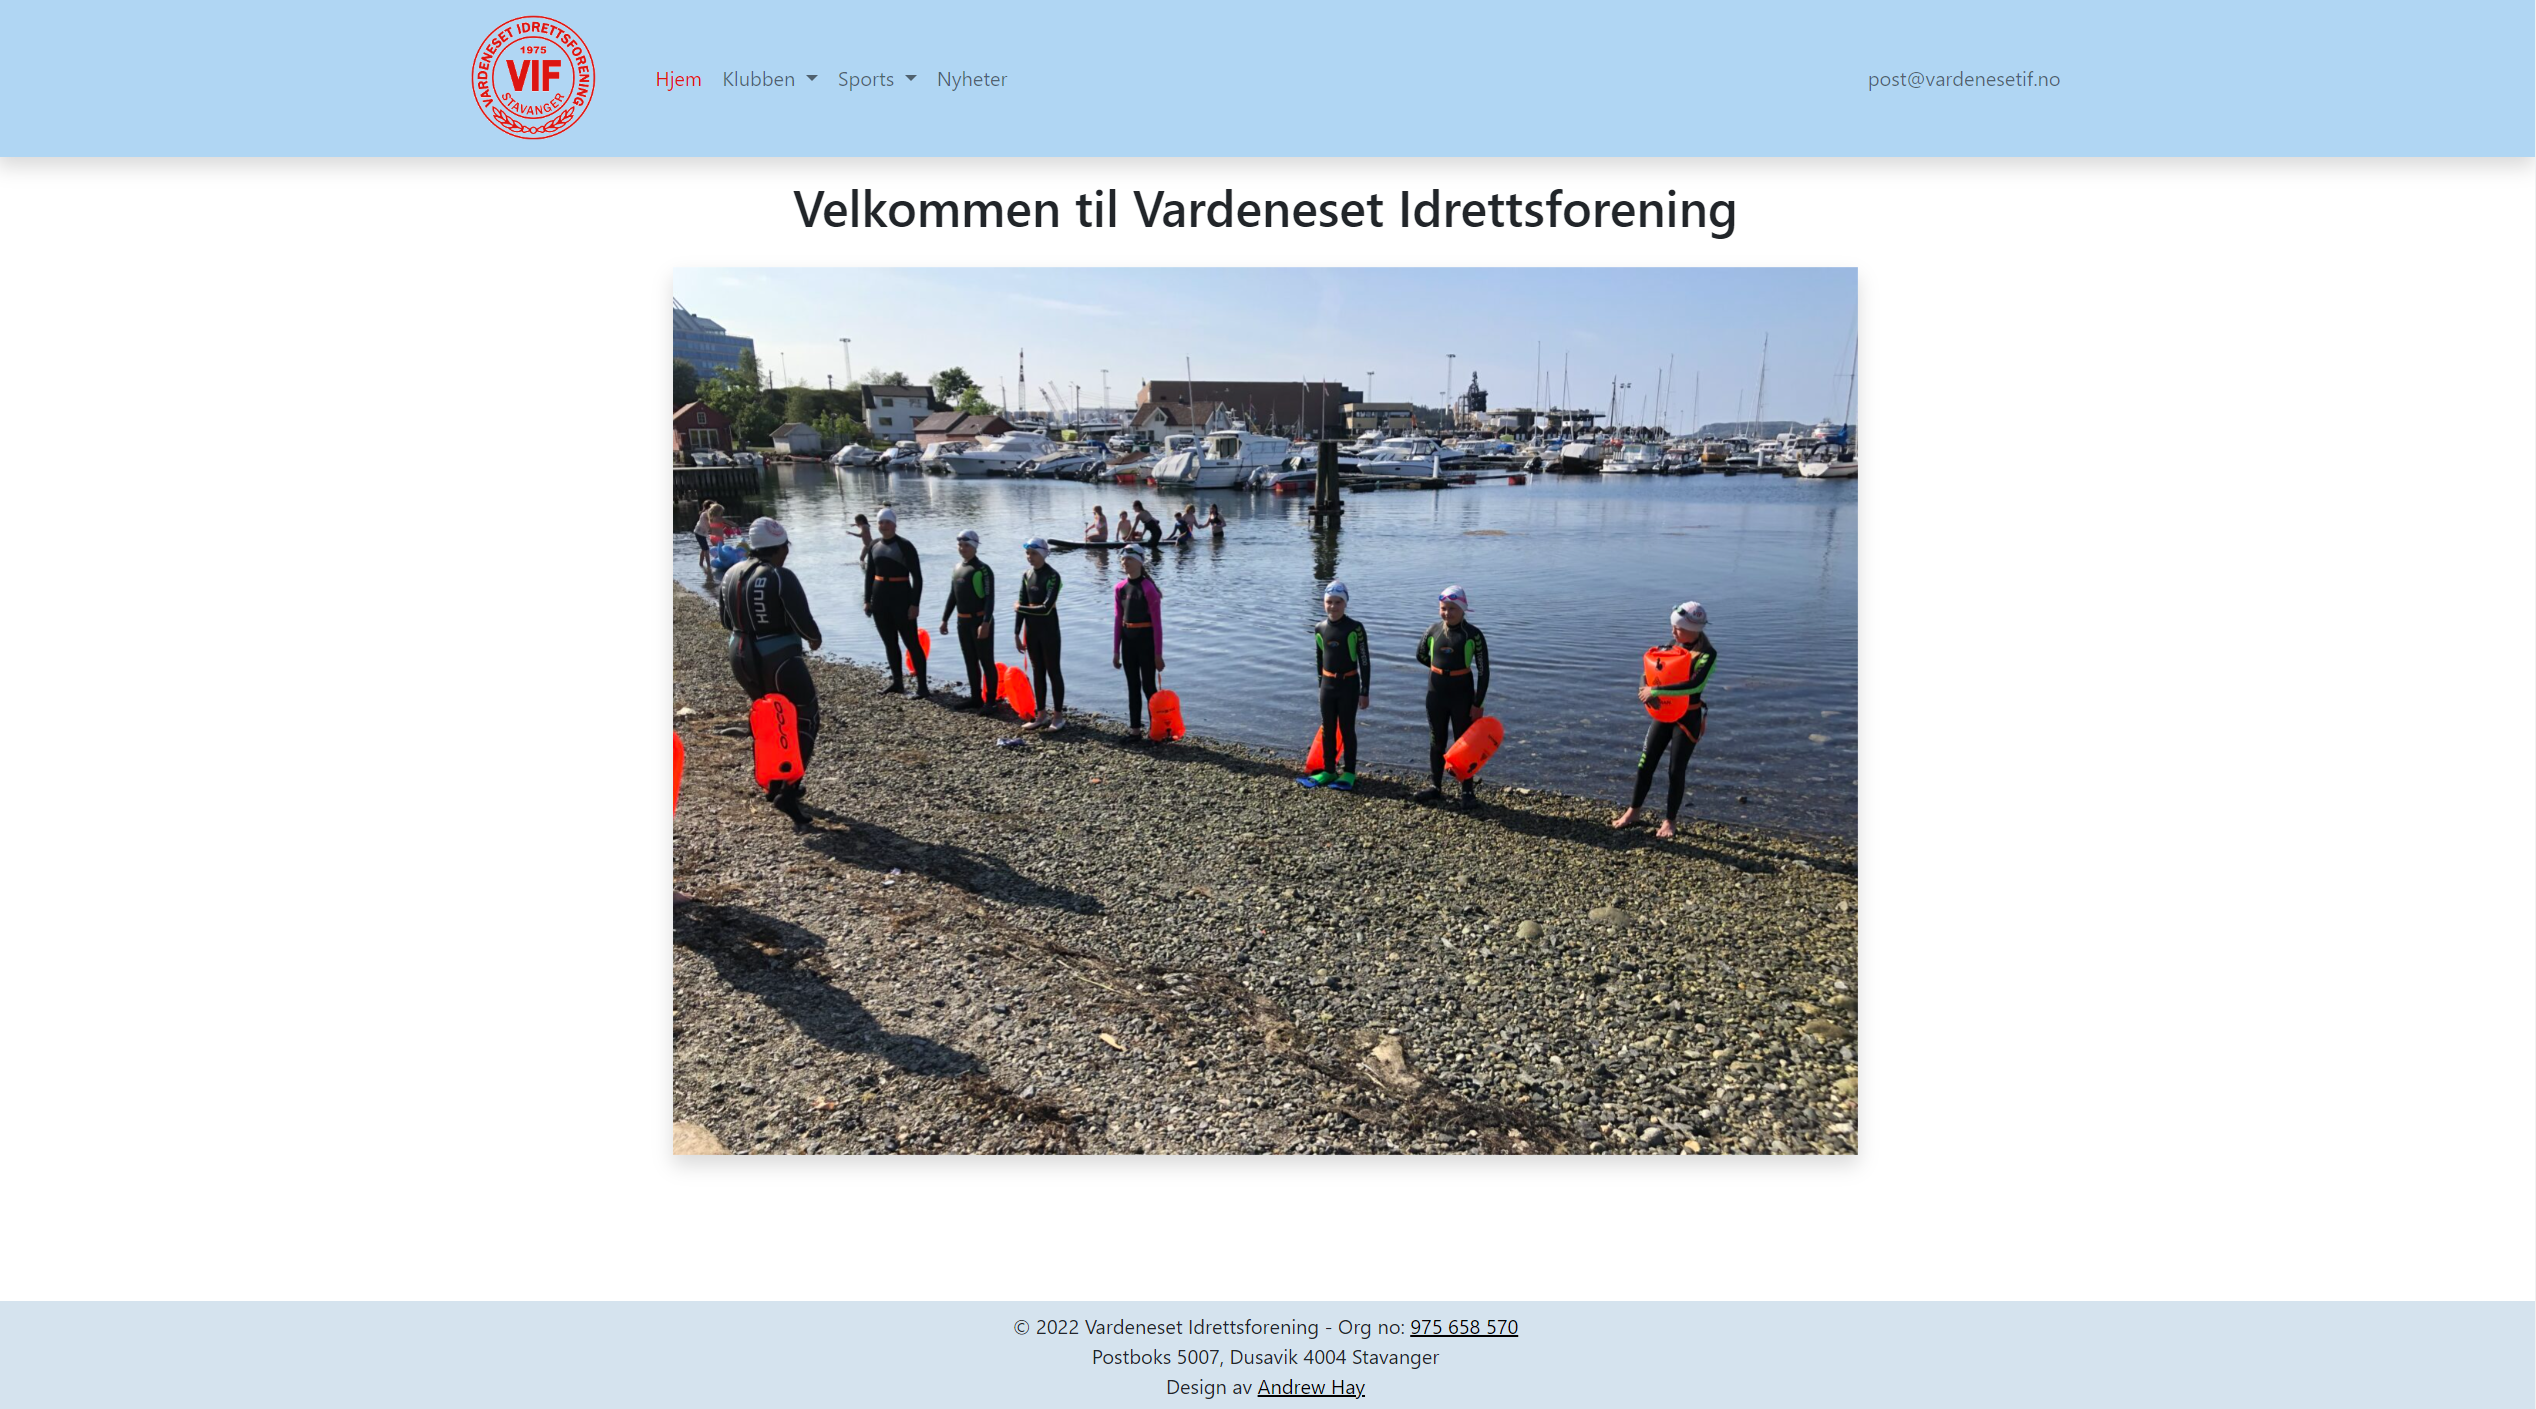 VARDENESET IDRETTSFORENING
1975
VIF
STAVANGER
Hjem Klubben Sports Nyheter post@vardenesetif.no
Velkommen til Vardeneset Idrettsforening
HUUB
orca
© 2022 Vardeneset Idrettsforening - Org no: 975 658 570
Postboks 5007, Dusavik 4004 Stavanger
Design av Andrew Hay